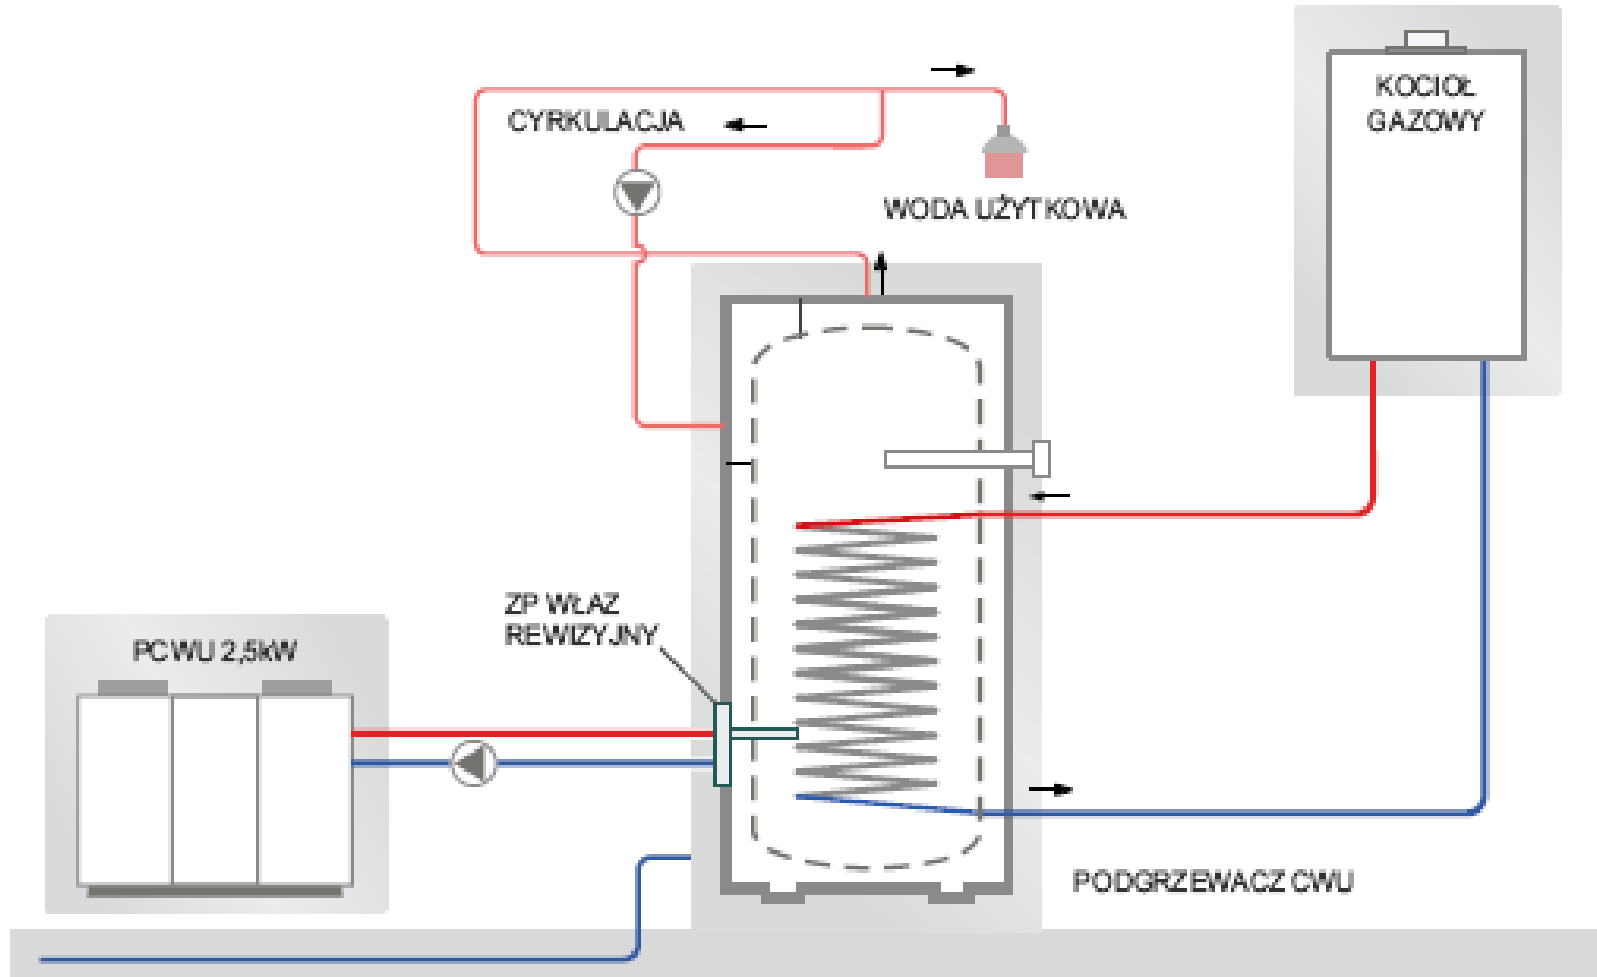 KOCIOŁ
GAZOWY
CYRKULACJA
WODA UŻYTKOWA
ZP WŁAZ
REWIZYJNY
PCWU 2,5kW
PODGRZEWACZ CWU